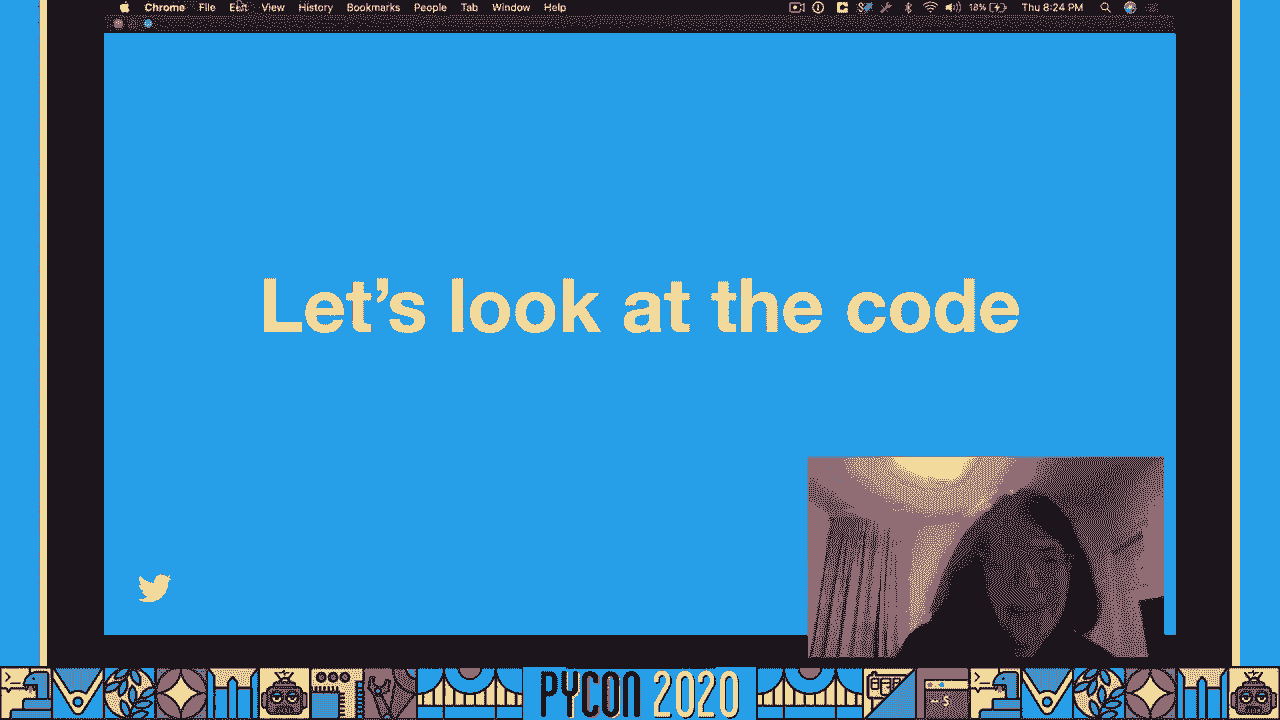 Chrome File Edit View History Bookmarks People Tab Window Help 18% Thu 8:24 PM
Let's look at the code
PYCON 2020